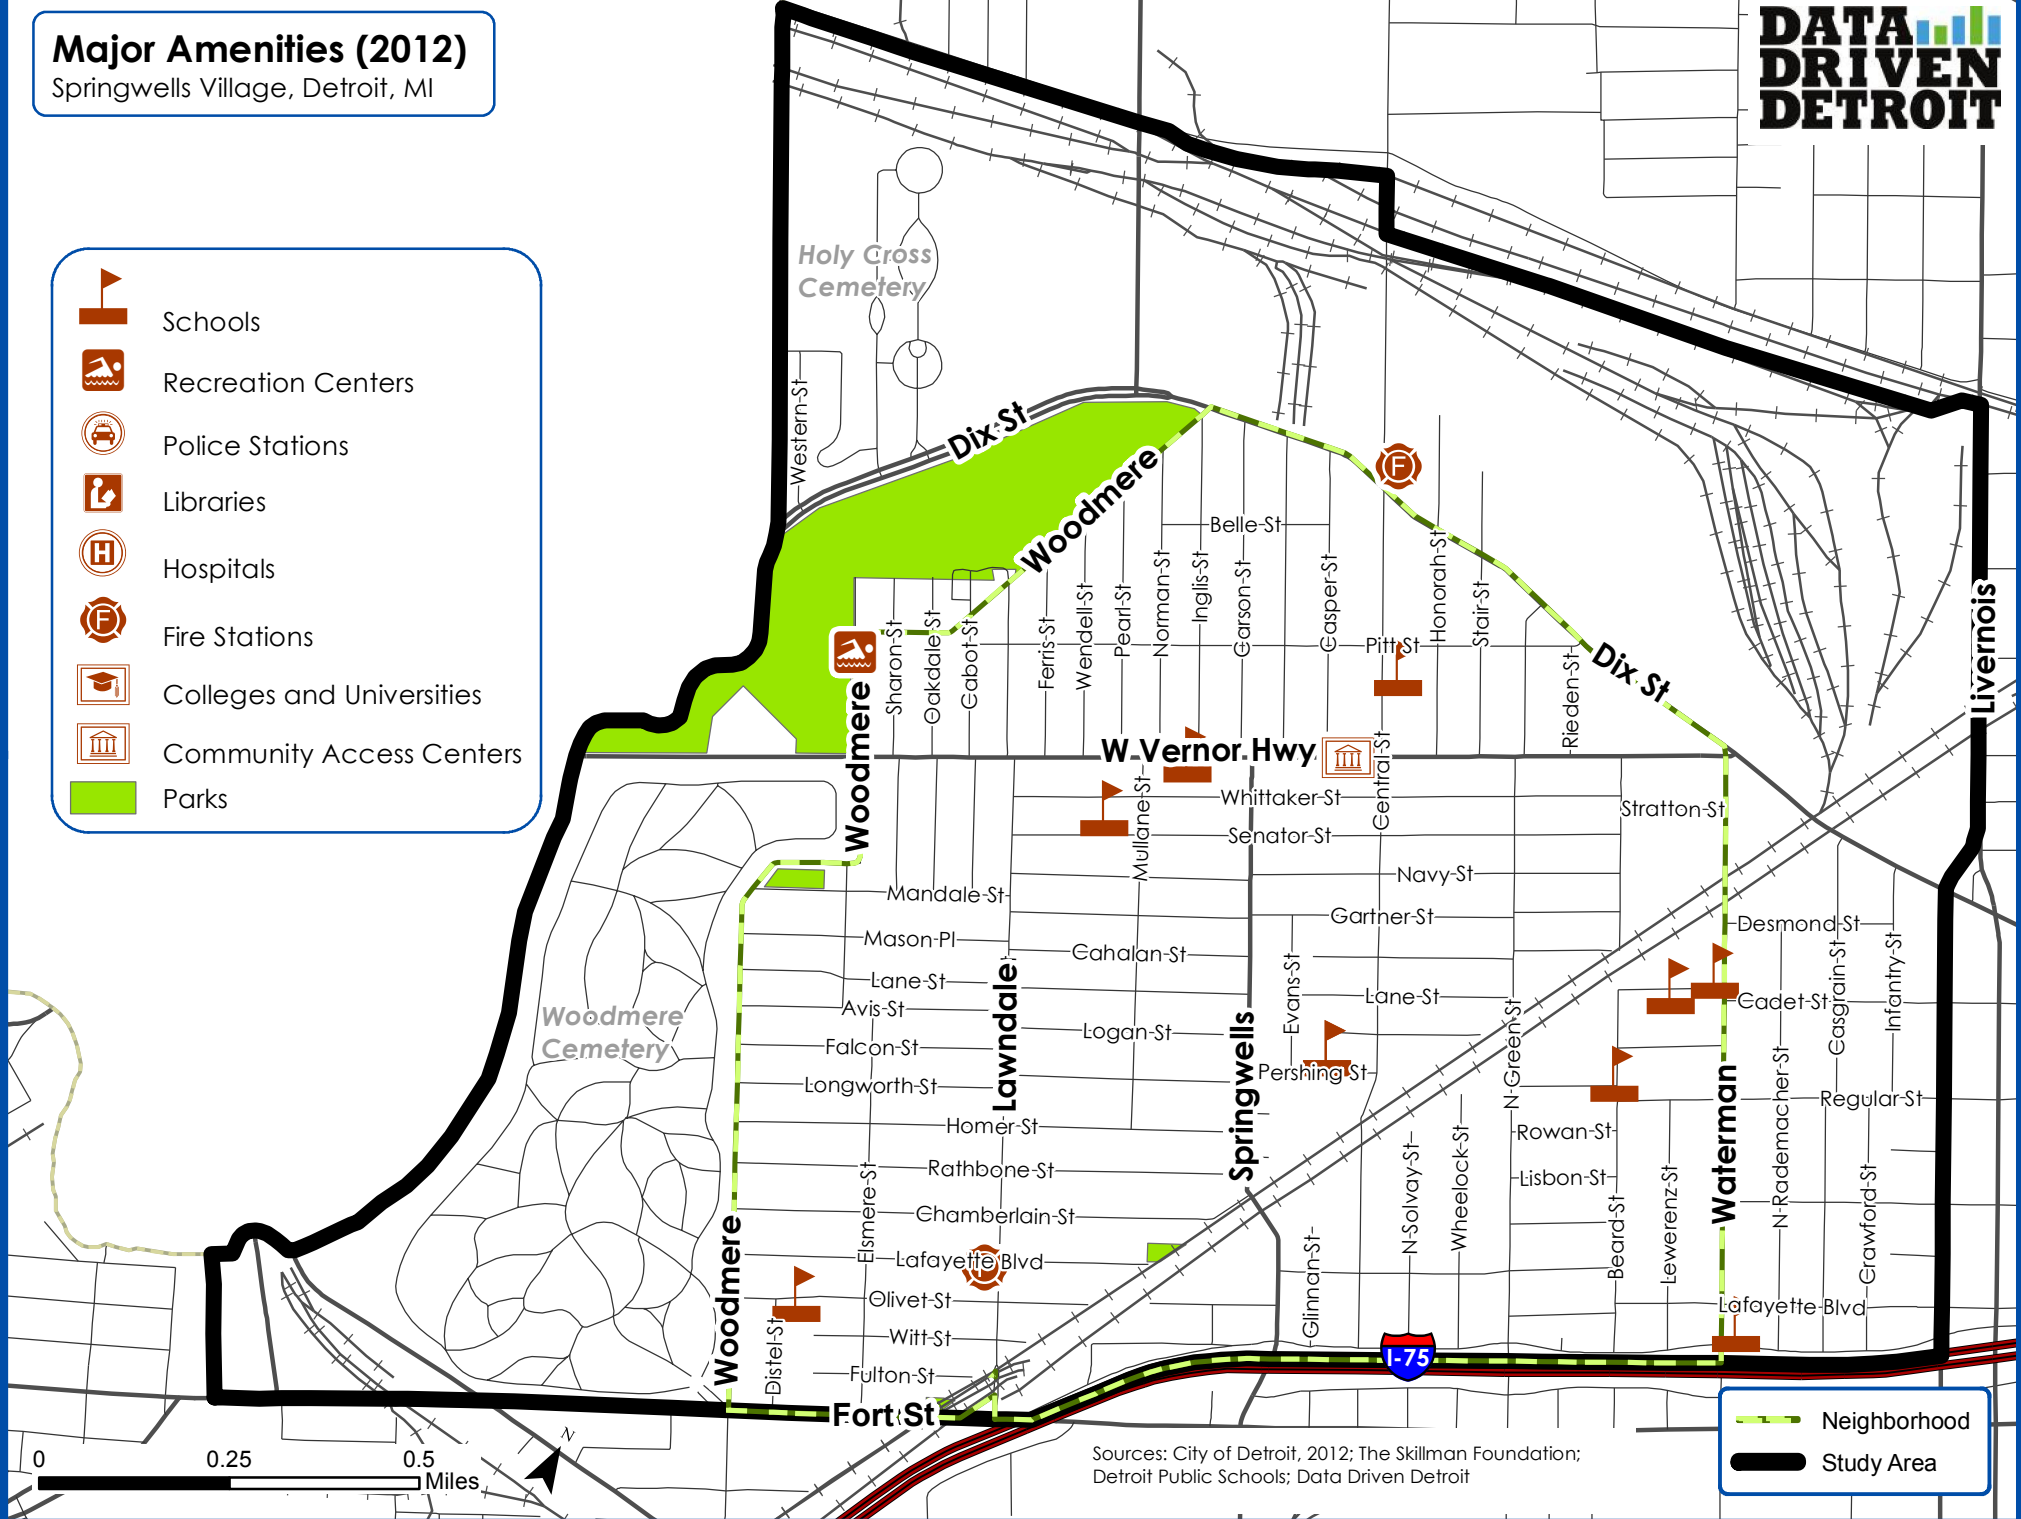 Major Amenities (2012)
Springwells Village, Detroit, MI
DATA
DRIVEN
DETROIT
Schools
Recreation Centers
Police Stations
Libraries
H
Hospitals
F
Fire Stations
Colleges and Universities
Community Access Centers
Parks
Holy Cross
Cemetery
Western-St
Dix St
Woodmere
F
Belle-St
Sharon-St
Oakdale-St
Cabot-St
Ferris-St
Wendell-St
Pearl-St
Norman-St
Inglis-St
Carson-St
Casper-St
Pitt-St
Honorah-St
Stair-St
Rieden-St
Dix St
Livernois
Woodmere
W Vernor Hwy
Central-St
Mullane-St
Whittaker-St
Senator-St
Stratton-St
Navy-St
Mandale-St
Gartner-St
Desmond-St
Mason-Pl
Cahalan-St
Lane-St
Lane-St
Avis-St
Evans-St
Cadet-St
Casgrain-St
Infantry-St
Woodmere
Cemetery
Lawndale
Logan-St
Falcon-St
Springwells
N-Green-St
Longworth-St
Pershing-St
Waterman
N-Rademacher-St
Regular-St
Homer-St
Rowan-St
Rathbone-St
Lisbon-St
Elsmere-St
N-Solvay-St
Wheelock-St
Beard-St
Lewerenz-St
Crawford-St
Chamberlain-St
Woodmere
Lafayette-Blvd
F
Glinnan-St
Olivet-St
Lafayette-Blvd
Distel-St
Witt-St
I-75
Fulton-St
Fort St
N
0 0.25 0.5
Miles
Sources: City of Detroit, 2012; The Skillman Foundation;
Detroit Public Schools; Data Driven Detroit
Neighborhood
Study Area